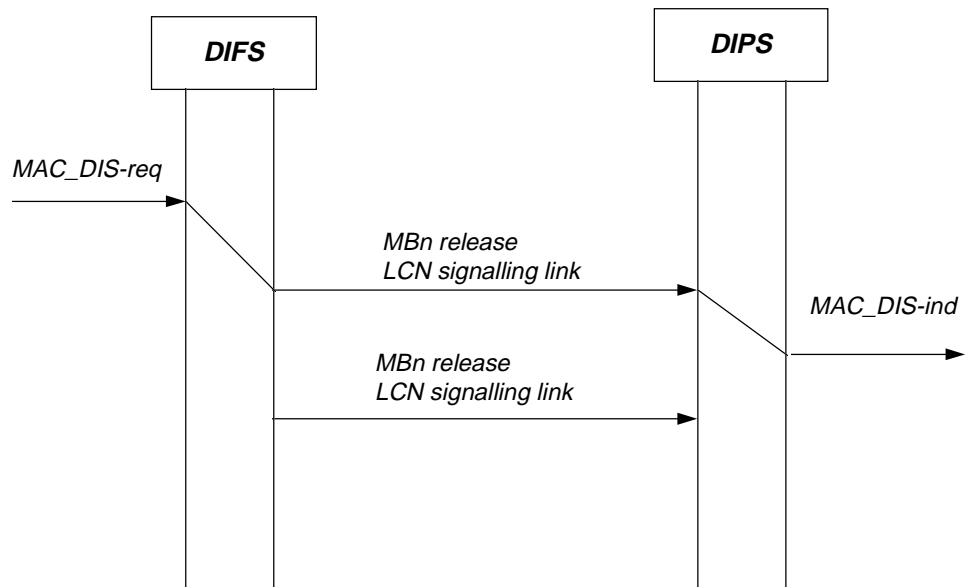 DIFS
DIPS
MAC_DIS-req
MBn release
LCN signalling link
MAC_DIS-ind
MBn release
LCN signalling link